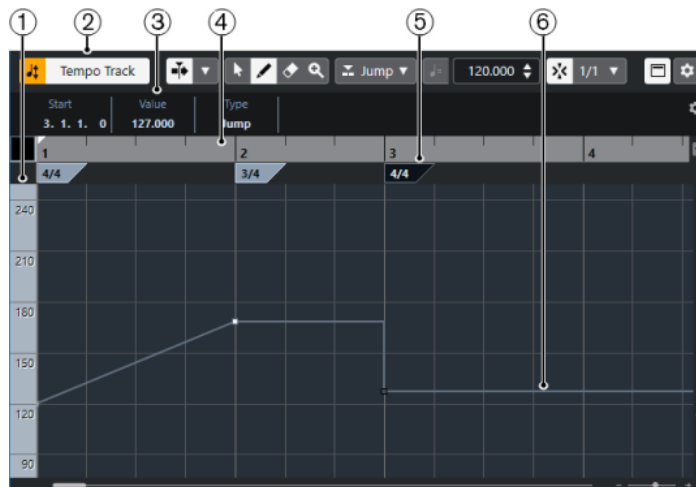 1 2 3 4 5 6
Tempo Track Jump 120.000 1/1
Start Value Type
3. 1. 1. 0 127.000 Jump
1 2 3 4
4/4 3/4 4/4
240
210
180
150
120
90